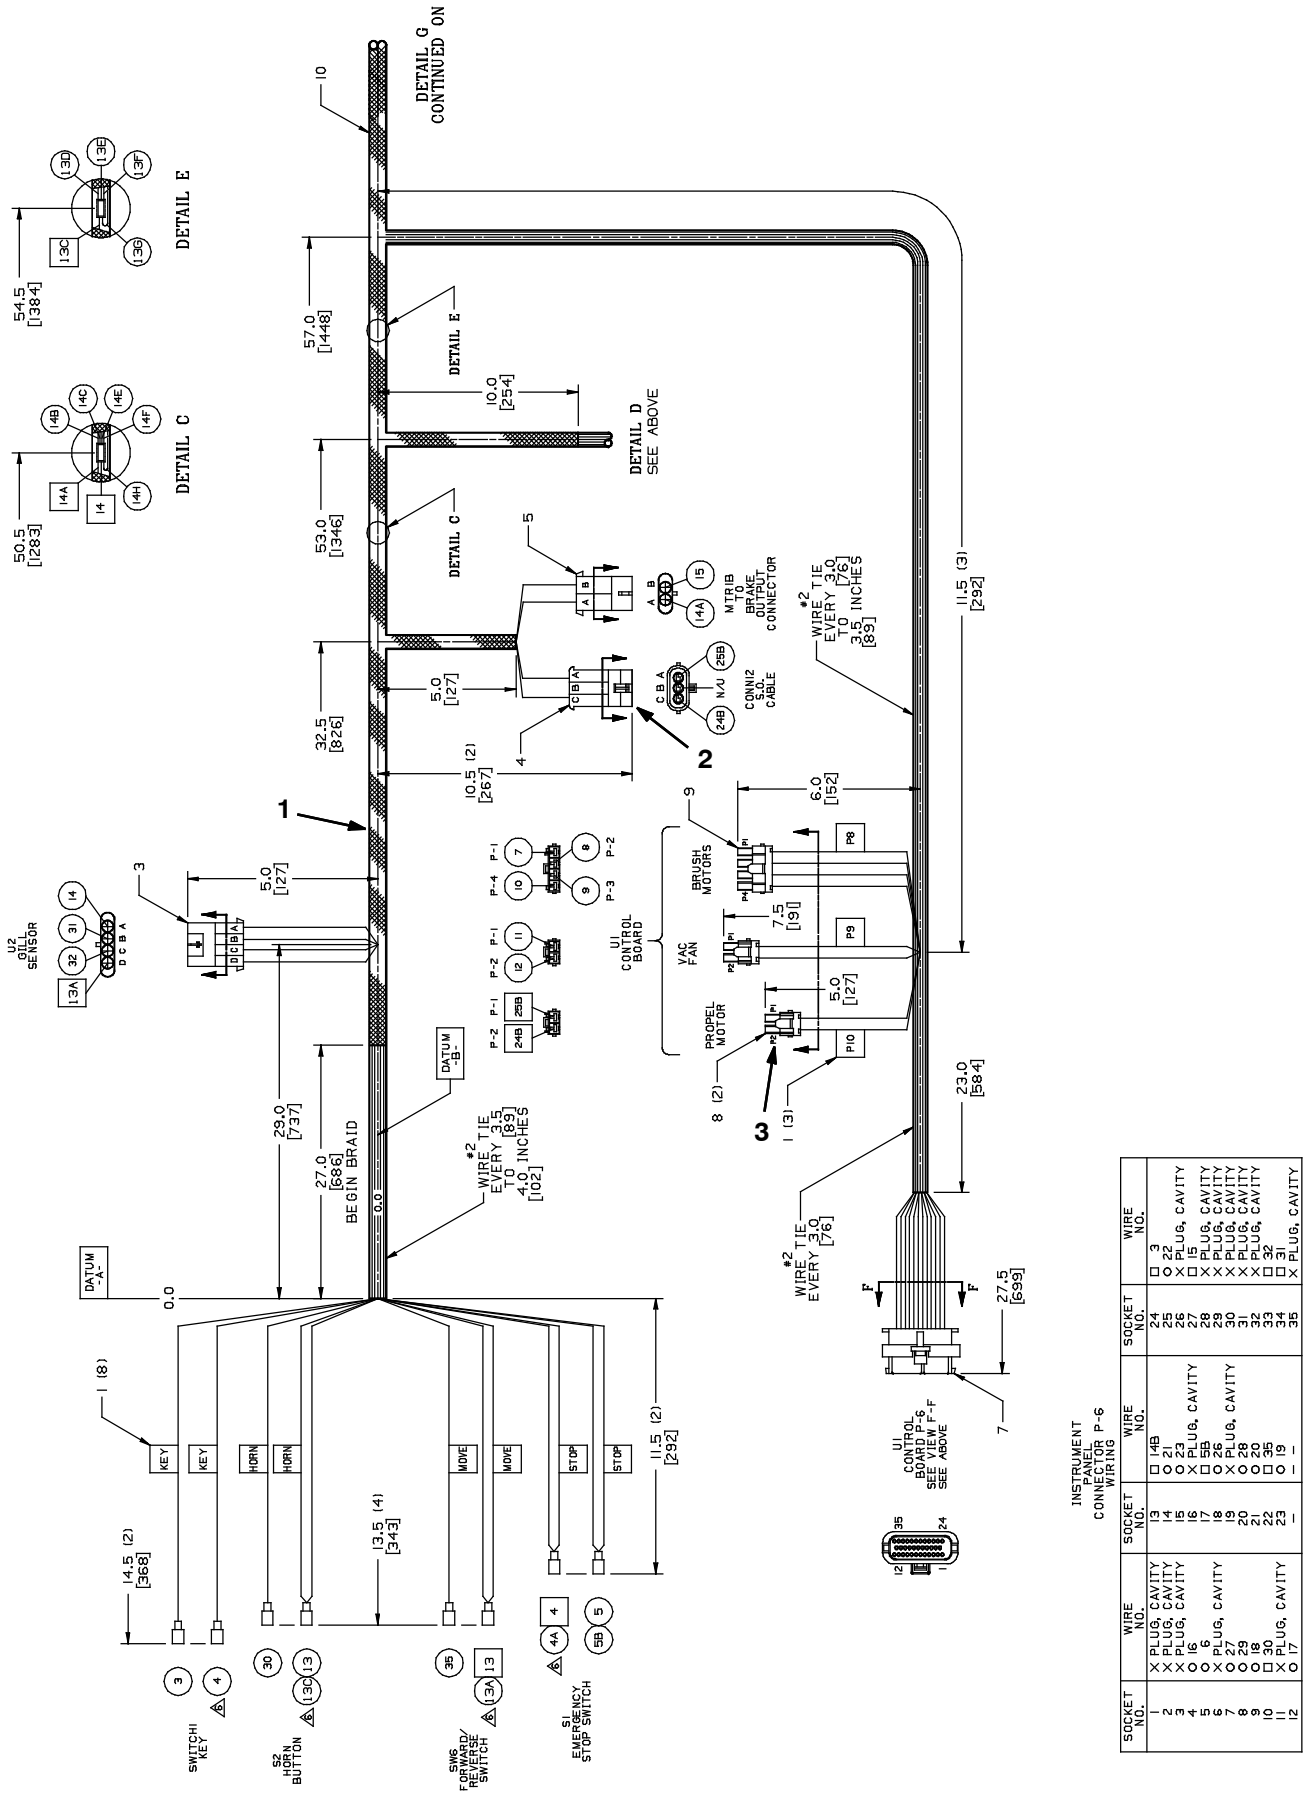 DETAIL G
CONTINUED ON
10
54.5
[1384]
13C
13D
13E
13F
13G
DETAIL E
50.5
[1283]
14A
14
14B
14C
14E
14F
14H
DETAIL C
57.0
[1448]
DETAIL E
10.0
[254]
DETAIL D
SEE ABOVE
53.0
[1346]
DETAIL C
5
B
A
A
B
14A
15
MTR1B
TO
BRAKE
OUTPUT
CONNECTOR
#2
WIRE TIE
EVERY 3.0
[76]
TO
3.5 INCHES
[89]
11.5 (3)
[292]
32.5
[826]
5.0
[127]
10.5 (2)
[267]
4
C
B
A
C B A
24B
N/U
25B
CONN12
S.O.
CABLE
2
1
U2
GILL
SENSOR
13A
32
31
14
D C B A
3
D
C
B
A
5.0
[127]
P-1
P-4
7
10
8
9
P-2
P-3
P-1
P-2
11
12
P-1
P-2
25B
24B
U1
CONTROL
BOARD
BRUSH
MOTORS
VAC
FAN
PROPEL
MOTOR
9
6.0
[152]
P1
P4
P8
7.5
[191]
P1
P2
P9
5.0
[127]
P1
P2
P10
8 (2)
1 (3)
3
29.0
[737]
27.0
[686]
BEGIN BRAID
DATUM
-B-
0.0
#2
WIRE TIE
EVERY 3.5
[89]
TO
4.0 INCHES
[102]
DATUM
-A-
0.0
23.0
[584]
#2
WIRE TIE
EVERY 3.0
[76]
F
F
27.5
[699]
7
U1
CONTROL
BOARD P-6
SEE VIEW F-F
SEE ABOVE
12
35
1
24
1 (8)
KEY
KEY
HORN
HORN
MOVE
MOVE
STOP
STOP
14.5 (2)
[368]
13.5 (4)
[343]
11.5 (2)
[292]
SWITCH1
KEY
3
4
6
S2
HORN
BUTTON
30
13C
13
6
SW6
FORWARD/
REVERSE
SWITCH
35
13A
13
6
S1
EMERGENCY
STOP SWITCH
4A
4
6
5B
5
INSTRUMENT
PANEL
CONNECTOR P-6
WIRING
SOCKET NO. WIRE NO. SOCKET NO. WIRE NO. SOCKET NO. WIRE NO.
1 X PLUG, CAVITY 13 □ 14B 24 □ 3
2 X PLUG, CAVITY 14 O 21 25 O 22
3 X PLUG, CAVITY 15 O 23 26 X PLUG, CAVITY
4 O 16 16 X PLUG, CAVITY 27 □ 15
5 O 6 17 □ 5B 28 X PLUG, CAVITY
6 X PLUG, CAVITY 18 O 26 29 X PLUG, CAVITY
7 O 27 19 X PLUG, CAVITY 30 X PLUG, CAVITY
8 O 29 20 O 28 31 X PLUG, CAVITY
9 O 18 21 O 20 32 X PLUG, CAVITY
10 □ 30 22 □ 35 33 □ 32
11 X PLUG, CAVITY 23 O 19 34 □ 31
12 O 17 — — 35 X PLUG, CAVITY